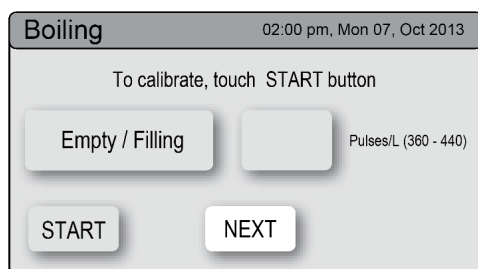 Boiling 02:00 pm, Mon 07, Oct 2013
To calibrate, touch START button
Empty / Filling Pulses/L (360 - 440)
START NEXT